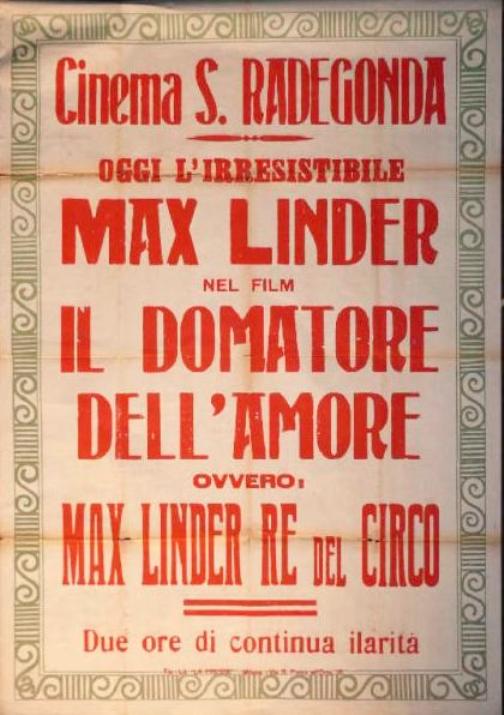 Cinema S. RADEGONDA
OGGI L'IRRESISTIBILE
MAX LINDER
NEL FILM
IL DOMATORE
DELL'AMORE
OVVERO:
MAX LINDER RE DEL CIRCO
Due ore di continua ilarità